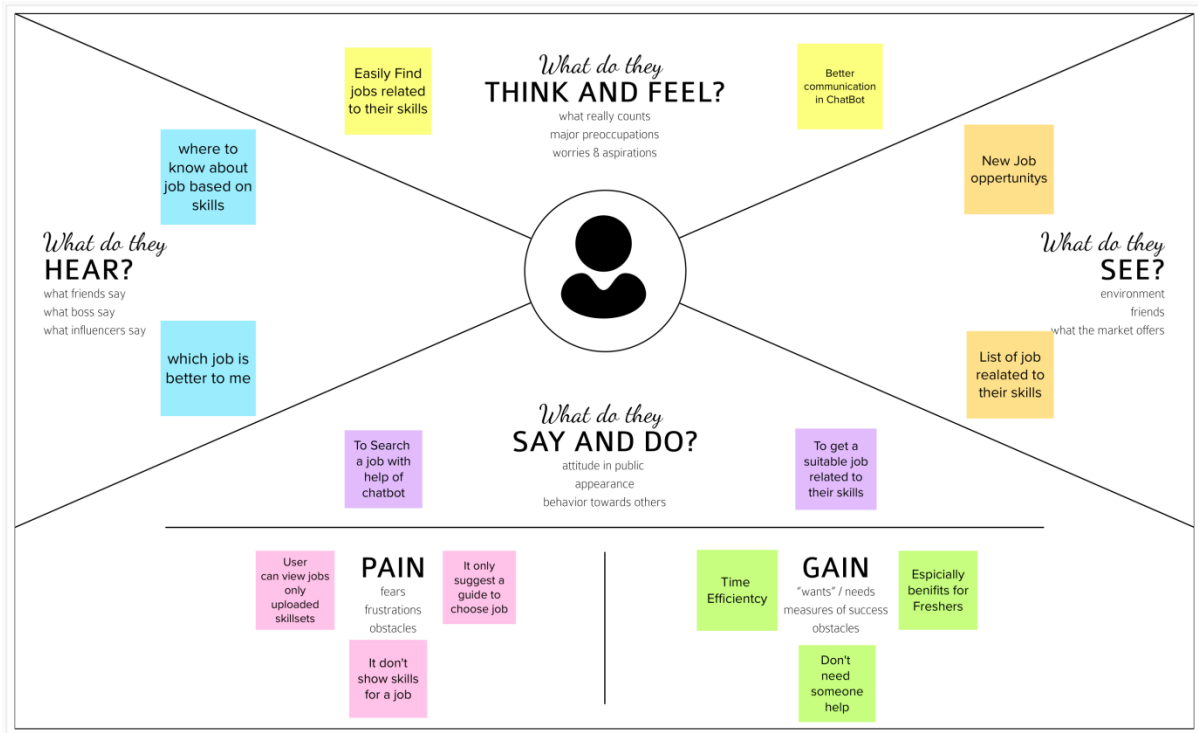 Easily Find
jobs related
to their skills
What do they
THINK AND FEEL?
what really counts
major preoccupations
worries & aspirations
Better
communication
in ChatBot
where to
know about
job based on
skills
What do they
HEAR?
what friends say
what boss say
what influencers say
which job is
better to me
New Job
oppertunitys
What do they
SEE?
environment
friends
what the market offers
List of job
realated to
their skills
To Search
a job with
help of
chatbot
What do they
SAY AND DO?
attitude in public
appearance
behavior towards others
To get a
suitable job
related to
their skills
User
can view jobs
only
uploaded
skillsets
PAIN
fears
frustrations
obstacles
It only
suggest a
guide to
choose job
It don't
show skills
for a job
Time
Efficientcy
GAIN
"wants" / needs
measures of success
obstacles
Espicially
benifits for
Freshers
Don't
need
someone
help